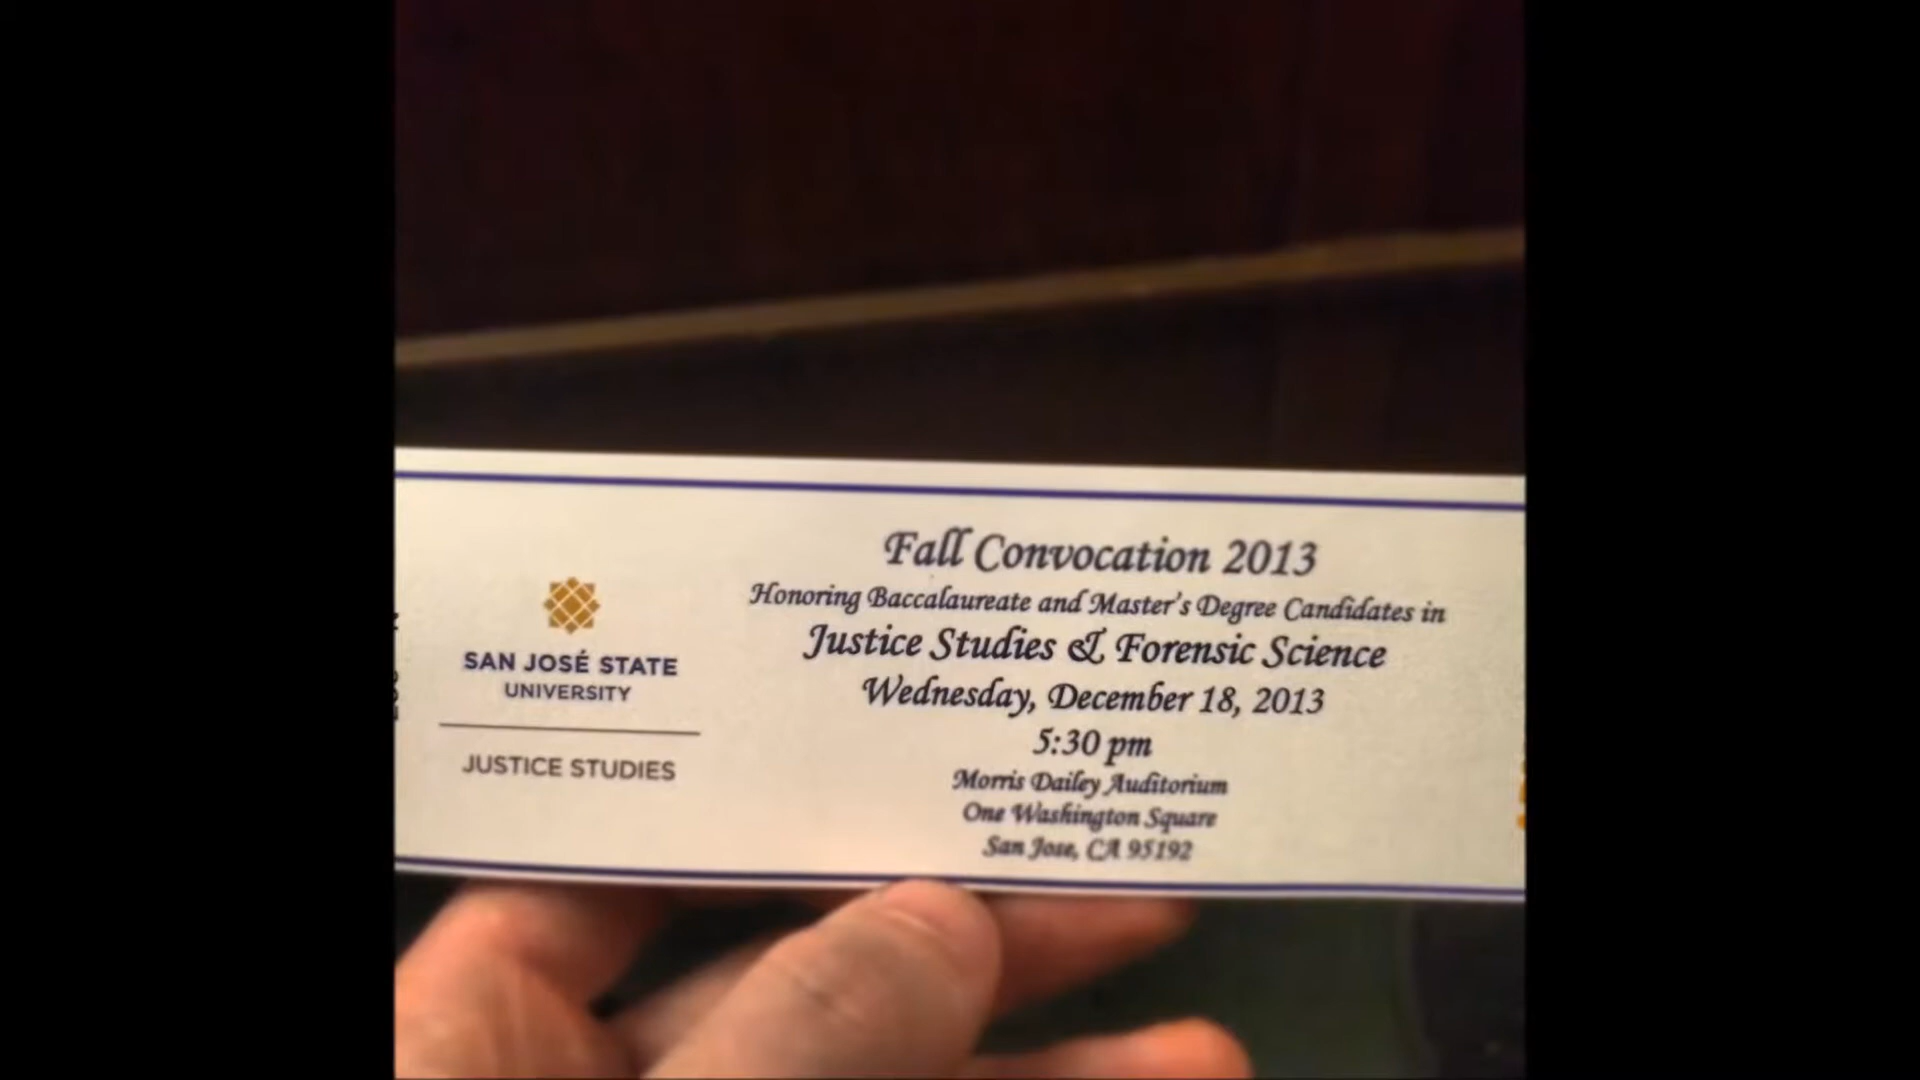 SAN JOSÉ STATE
UNIVERSITY
JUSTICE STUDIES
Fall Convocation 2013
Honoring Baccalaureate and Master's Degree Candidates in
Justice Studies & Forensic Science
Wednesday, December 18, 2013
5:30 pm
Morris Dailey Auditorium
One Washington Square
San Jose, CA 95192